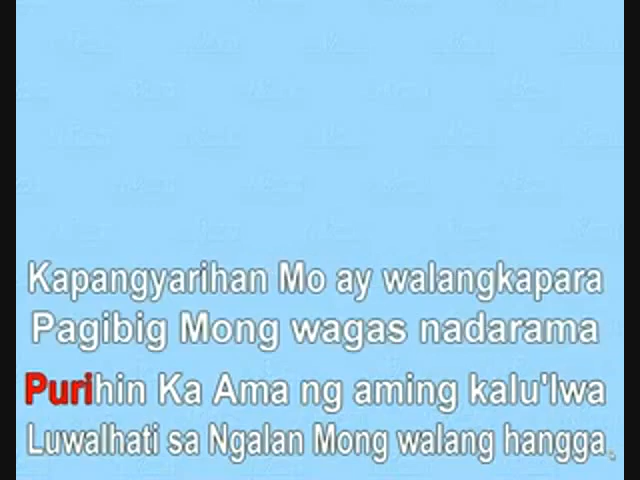 Kapangyarihan Mo ay walangkapara
Pagibig Mong wagas nadarama
Purihin Ka Ama ng aming kalu'lwa
Luwalhati sa Ngalan Mong walang hangga.